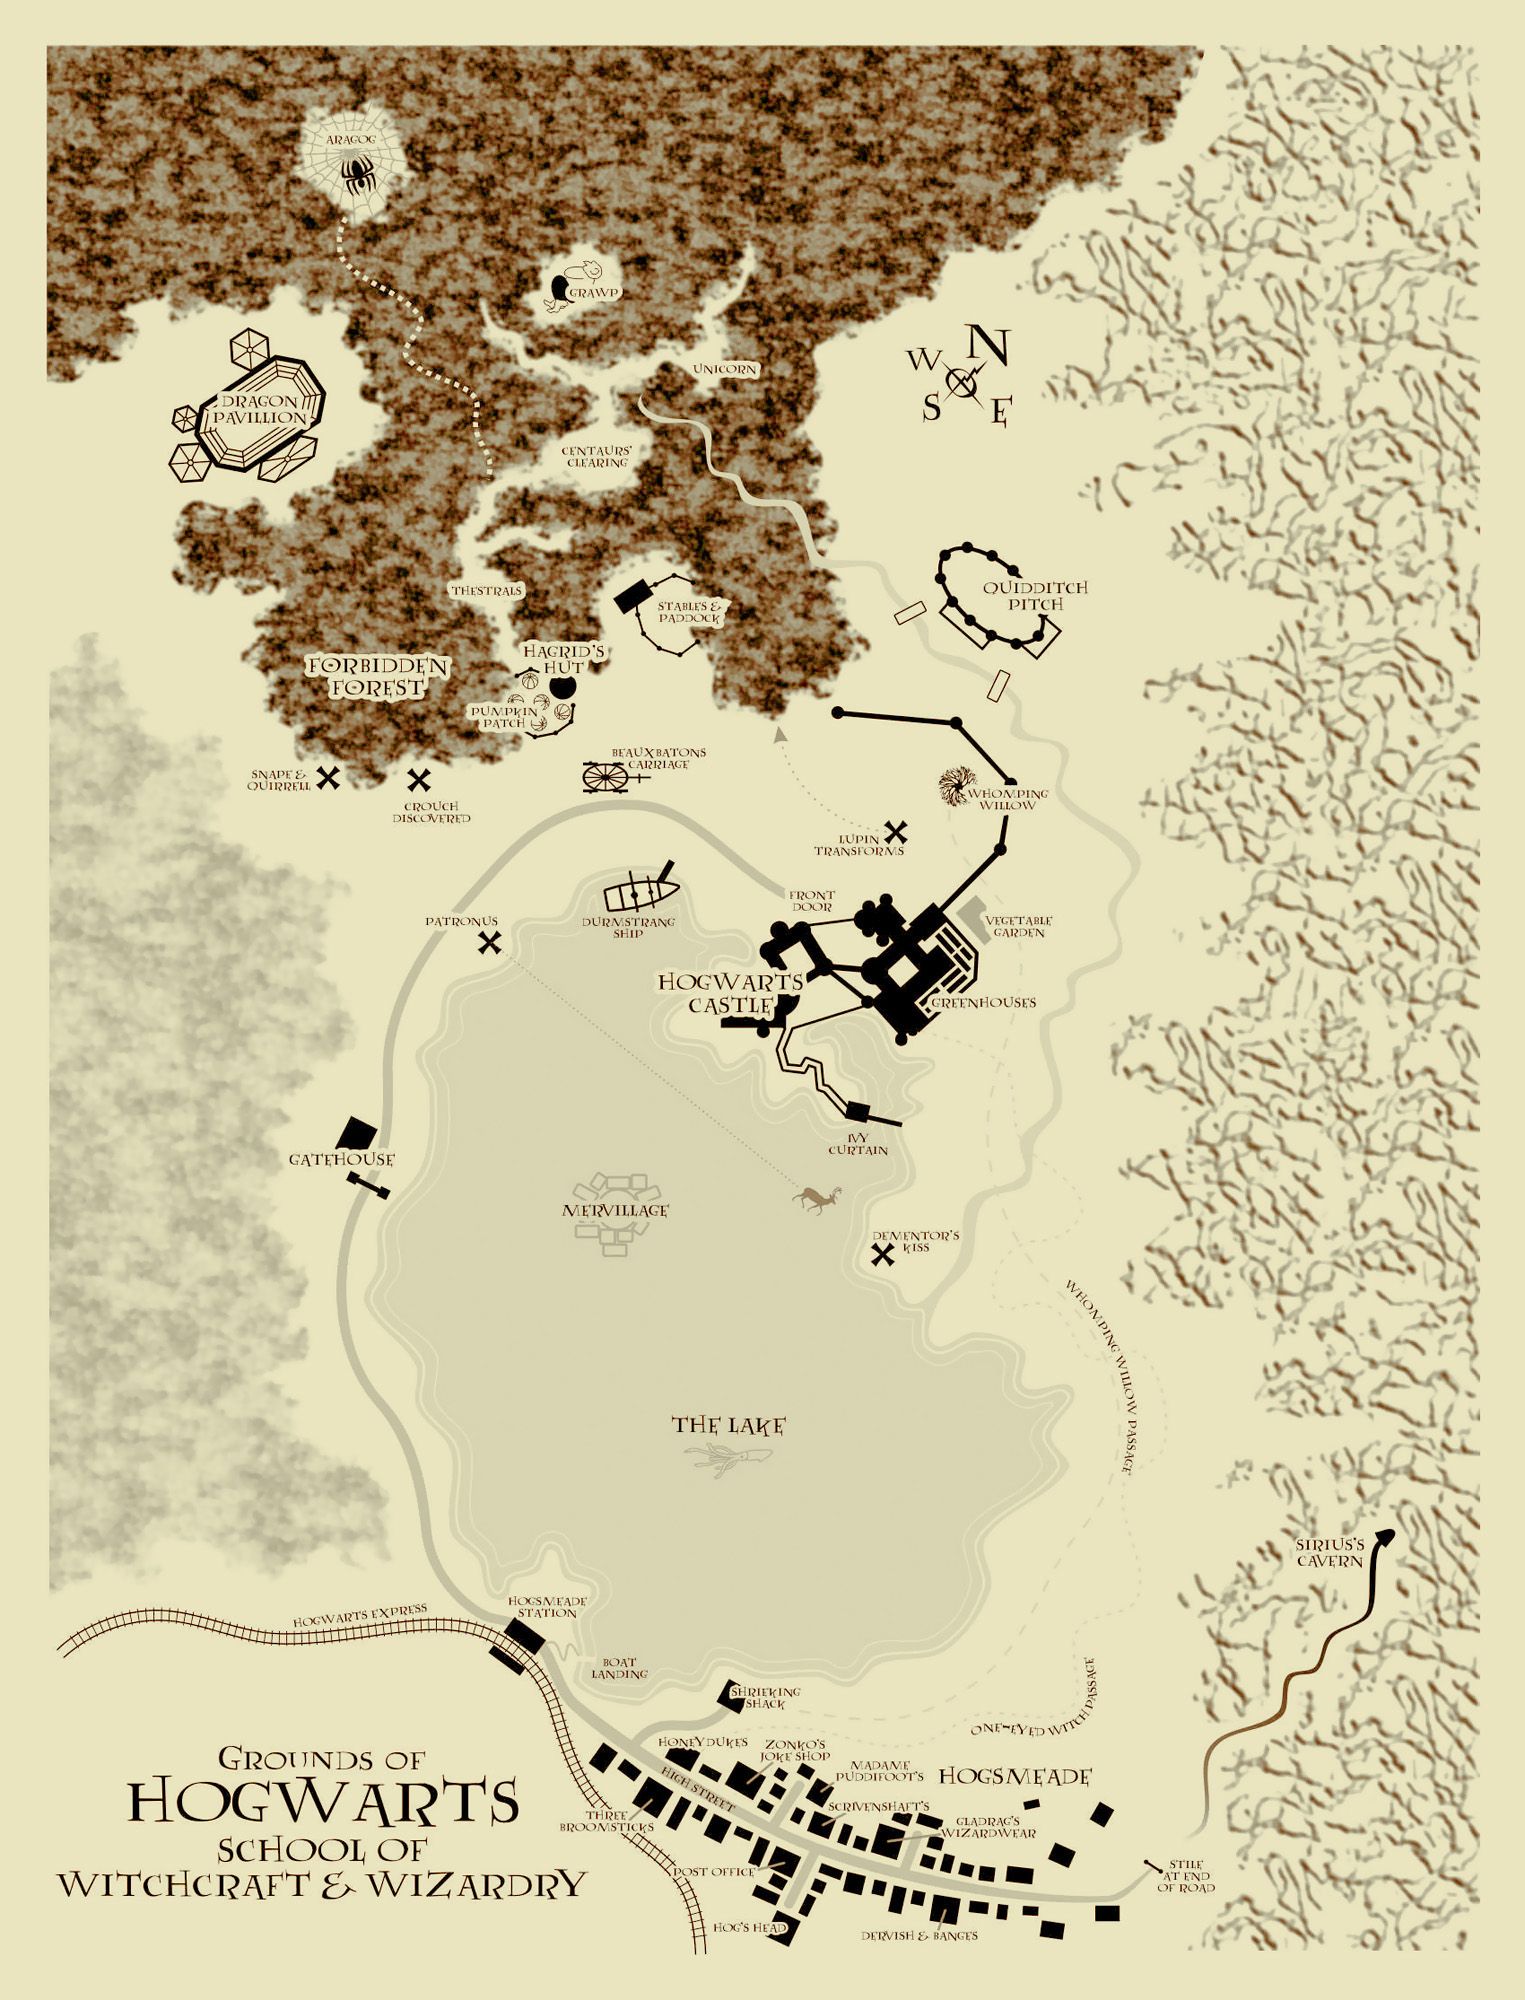 ARAGOG
GRAWP
UNICORN
N
W
S
E
DRAGON
PAVILLION
CENTAURS'
CLEARING
THESTRALS
STABLES &
PADDOCK
QUIDDITCH
PITCH
HAGRID'S
HUT
FORBIDDEN
FOREST
PUMPKIN
PATCH
BEAUXBATONS
CARRIAGE
SNAPE &
QUIRRELL
CROUCH
DISCOVERED
WHOMPING
WILLOW
LUPIN
TRANSFORMS
FRONT
DOOR
PATRONUS
DURMSTRANG
SHIP
VEGETABLE
GARDEN
HOGWARTS
CASTLE
GREENHOUSES
IVY
CURTAIN
GATEHOUSE
MERVILLAGE
DEMENTOR'S
KISS
WHOMPING WILLOW PASSAGE
THE LAKE
SIRIUS'S
CAVERN
HOGWARTS EXPRESS
HOGSMEADE
STATION
BOAT
LANDING
SHRIEKING
SHACK
ONE-EYED WITCH PASSAGE
HONEYDUKES
ZONKO'S
JOKE SHOP
MADAME
PUDDIFOOT'S
HOGSMEADE
HIGH STREET
SCRIVENSHAFT'S
THREE
BROOMSTICKS
GLADRAG'S
WIZARDWEAR
POST OFFICE
STILE
AT END
OF ROAD
HOG'S HEAD
DERVISH & BANGES
GROUNDS OF
HOGWARTS
SCHOOL OF
WITCHCRAFT & WIZARDRY